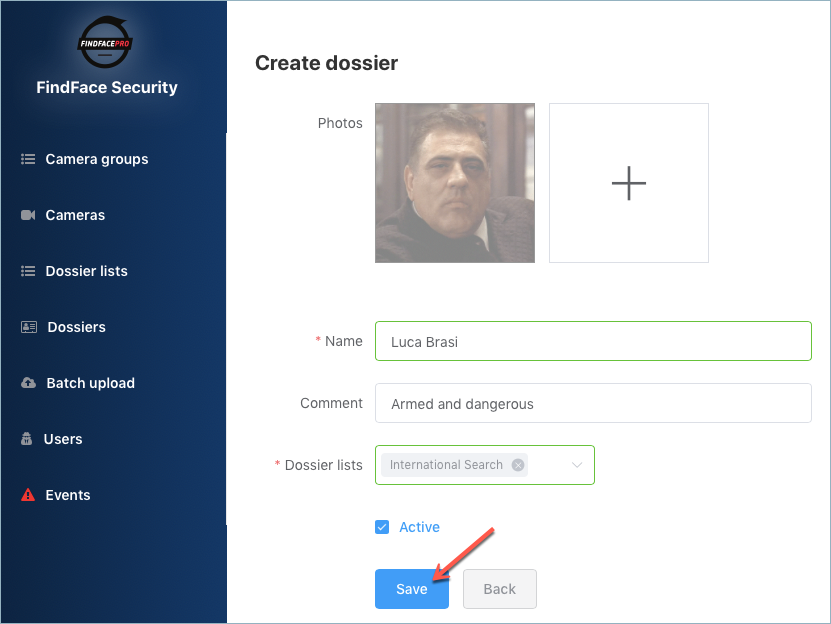 FINDFACEPRO
FindFace Security
Camera groups
Cameras
Dossier lists
Dossiers
Batch upload
Users
Events
Create dossier
Photos
* Name
Luca Brasi
Comment
Armed and dangerous
* Dossier lists
International Search
Active
Save
Back